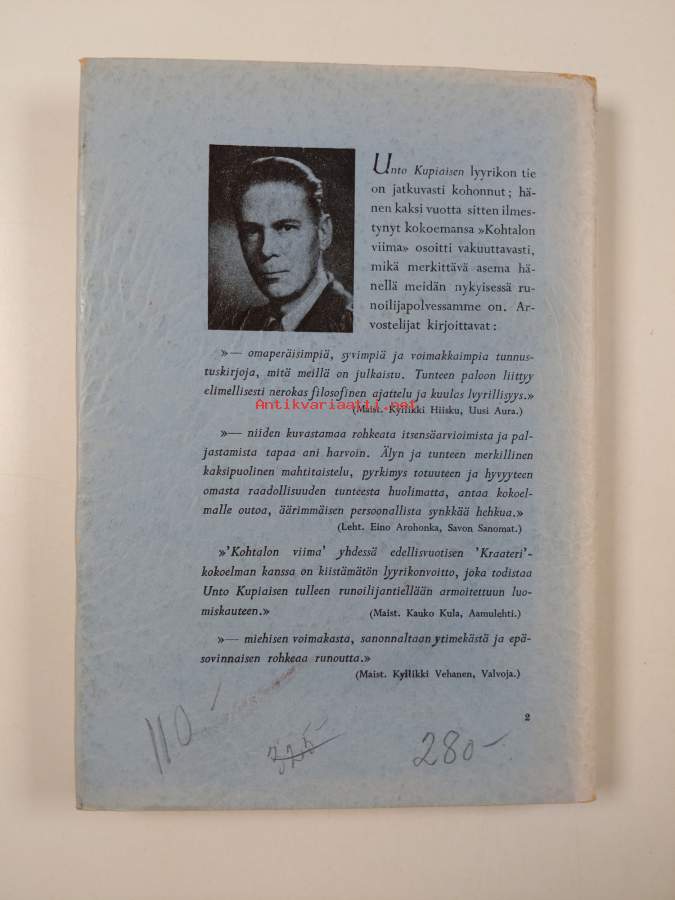 Unto Kupiaisen lyyrikon tie
on jatkuvasti kohonnut; hä-
nen kaksi vuotta sitten ilmes-
tynyt kokoemansa »Kohtalon
viima» osoitti vakuuttavasti,
mikä merkittävä asema hä-
nellä meidän nykyisessä ru-
noilijapolvessamme on. Ar-
vostelijat kirjoittavat:
»— omaperäisimpiä, syvimpiä ja voimakkaimpia tunnus-
tuskirjoja, mitä meillä on julkaistu. Tunteen paloon liittyy
elimellisesti nerokas filosofinen ajattelu ja kuulas lyyrillisyys.»
Antikvariaatti.net
(Maist. Kyllikki Hiisku, Uusi Aura.)
»— niiden kuvastamaa rohkeata itsensäarvioimista ja pal-
jastamista tapaa ani harvoin. Älyn ja tunteen merkillinen
kaksipuolinen mahtitaistelu, pyrkimys totuuteen ja hyvyyteen
omasta raadollisuuden tunteesta huolimatta, antaa kokoel-
malle outoa, äärimmäisen persoonallista synkkää hehkua.»
(Leht. Eino Arohonka, Savon Sanomat.)
»'Kohtalon viima' yhdessä edellisvuotisen 'Kraateri'-
kokoelman kanssa on kiistämätön lyyrikonvoitto, joka todistaa
Unto Kupiaisen tulleen runoilijantiellään armoitettuun luo-
miskauteen.» (Maist. Kauko Kula, Aamulehti.)
»— miehisen voimakasta, sanonnaltaan ytimekästä ja epä-
sovinnaisen rohkeaa runoutta.»
(Maist. Kyllikki Vehanen, Valvoja.)
2
110 325 280-